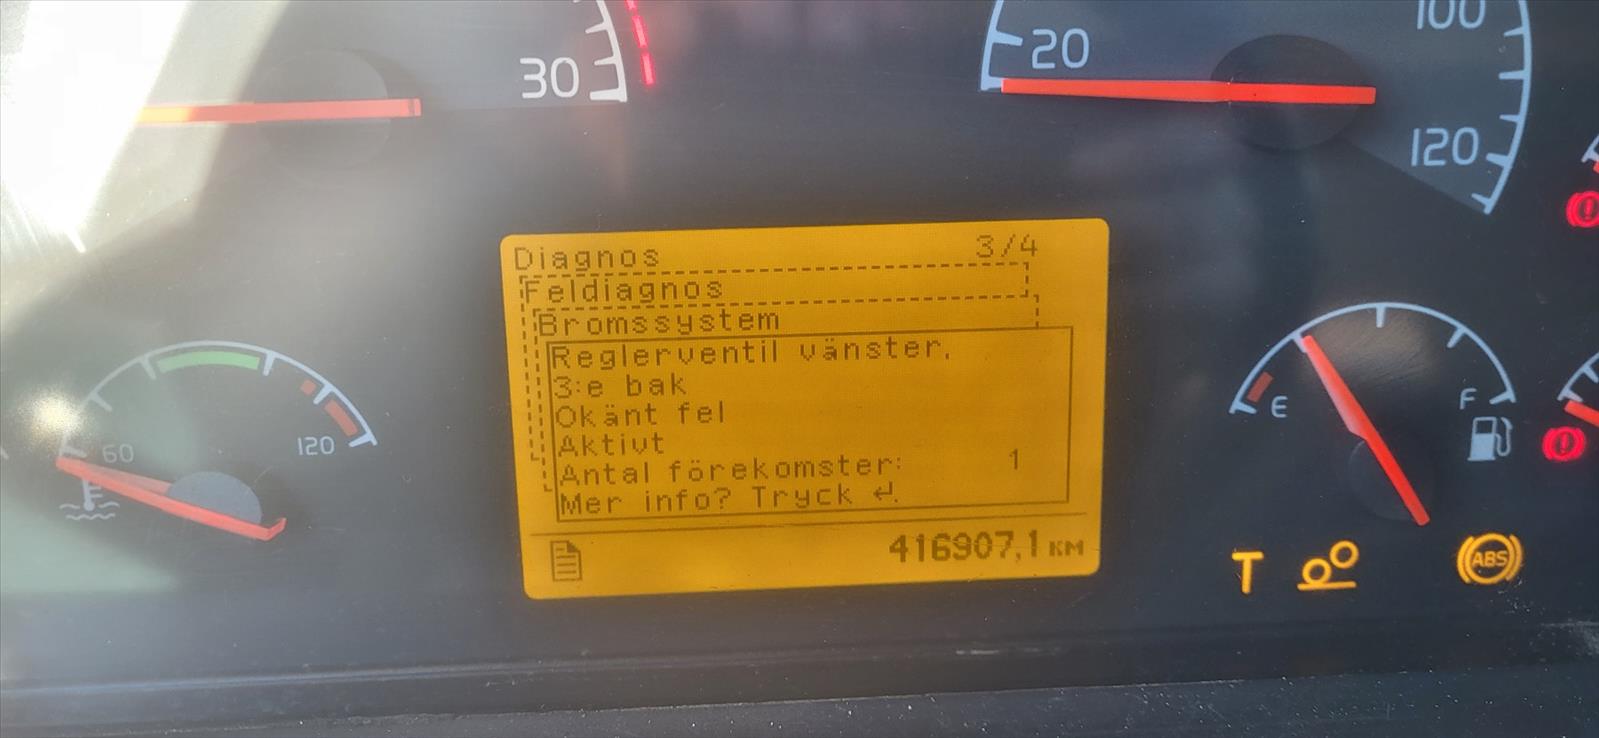 30
20
100
120
Diagnos 3/4
Feldiagnos
Bromssystem
Reglerventil vänster.
3:e bak
Okänt fel
Aktivt
Antal förekomster: 1
Mer info? Tryck ↵.
416907,1 KM
60
120
E
F
T
ABS